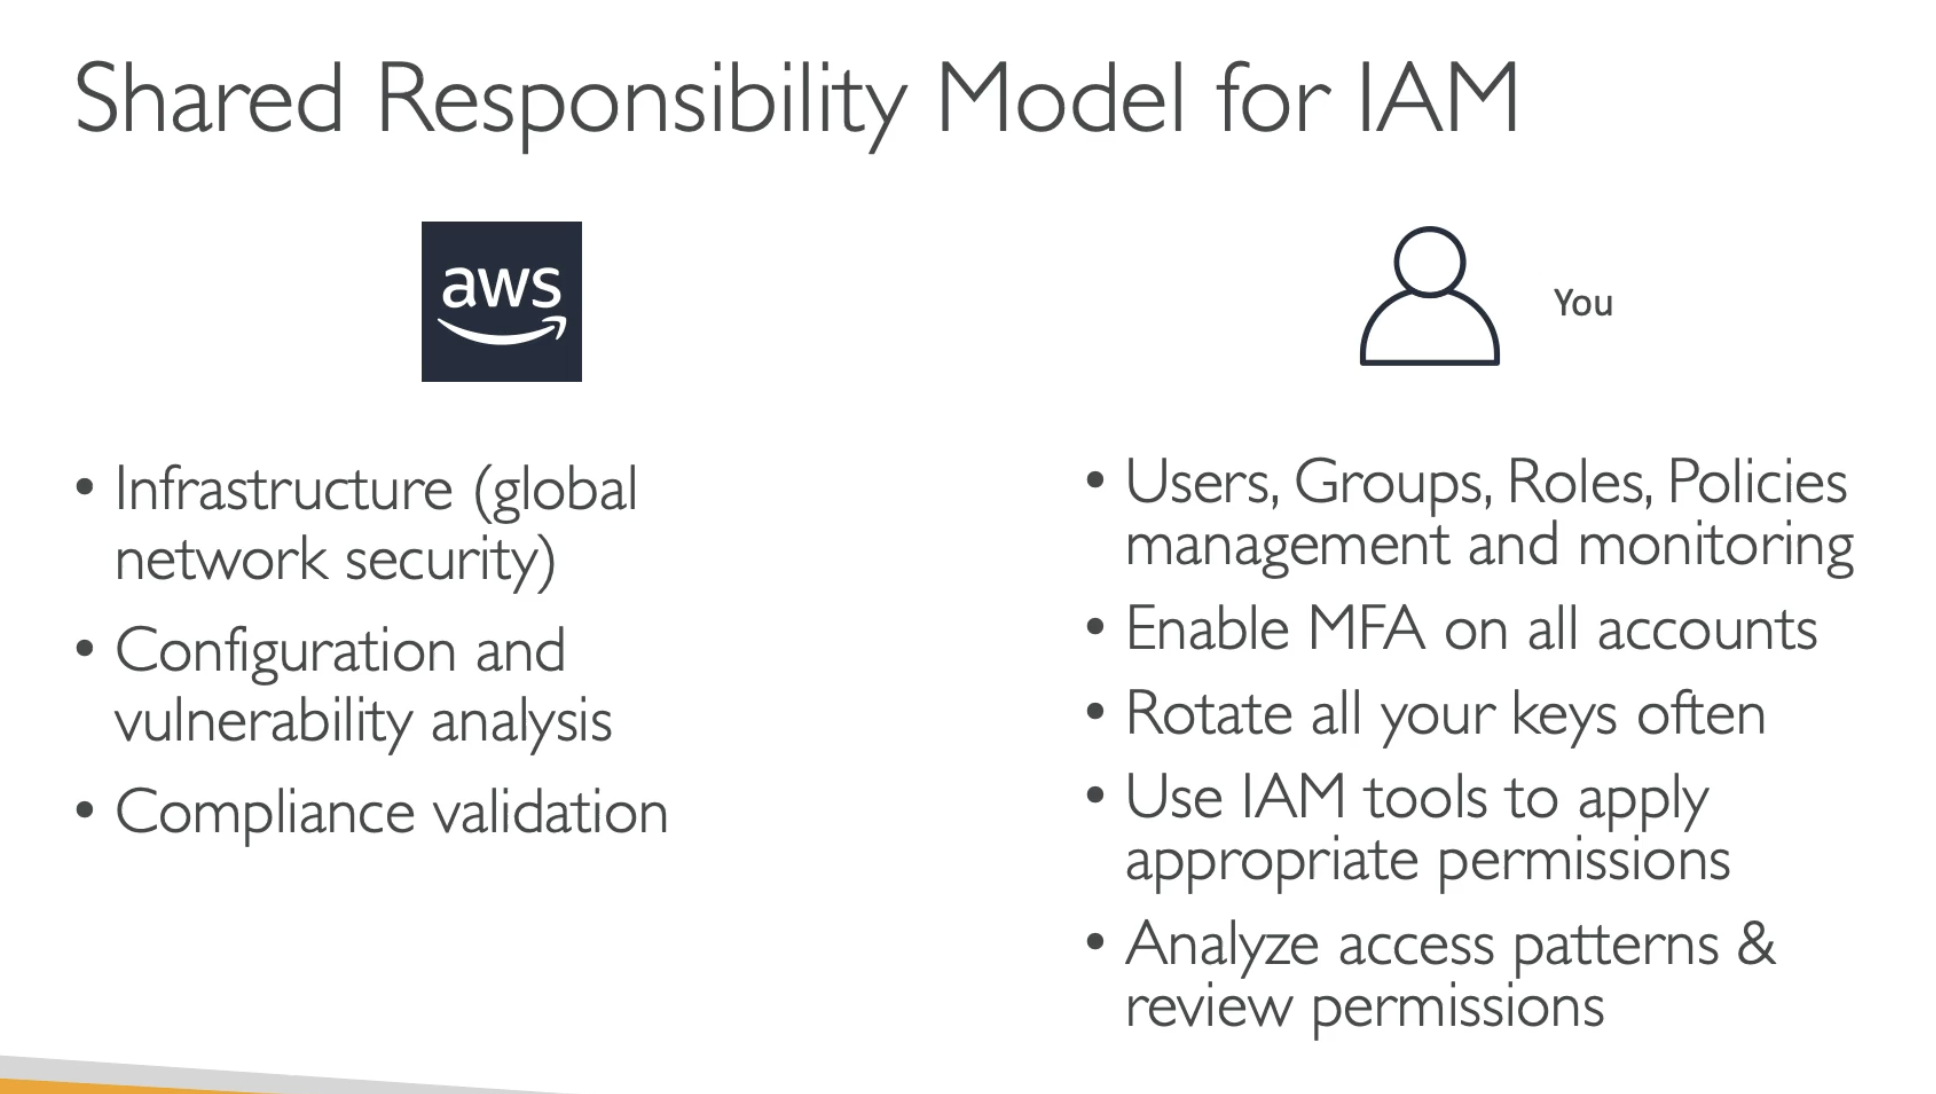 Shared Responsibility Model for IAM
aws
You
• Infrastructure (global
network security)
• Configuration and
vulnerability analysis
• Compliance validation
• Users, Groups, Roles, Policies
management and monitoring
• Enable MFA on all accounts
• Rotate all your keys often
• Use IAM tools to apply
appropriate permissions
• Analyze access patterns &
review permissions